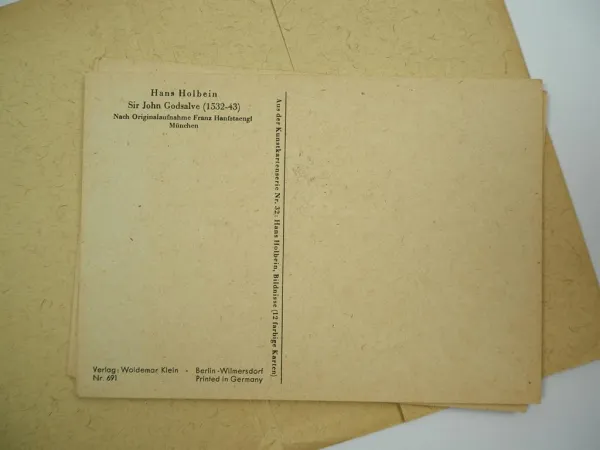 Hans Holbein
Sir John Godsalve (1532-43)
Nach Originalaufnahme Franz Hanfstaengl
München
Aus der Kunstkartenserie Nr. 32: Hans Holbein, Bildnisse (12 farbige Karten)
Verlag: Waldemar Klein - Berlin-Wilmersdorf
Nr. 691 Printed in Germany